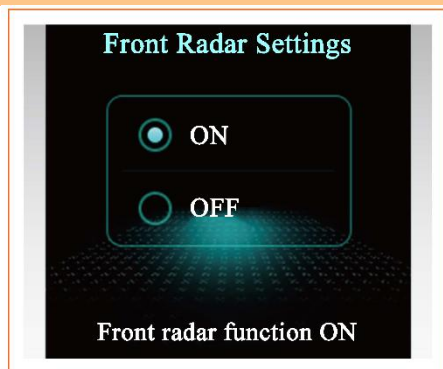 Front Radar Settings
ON
OFF
Front radar function ON